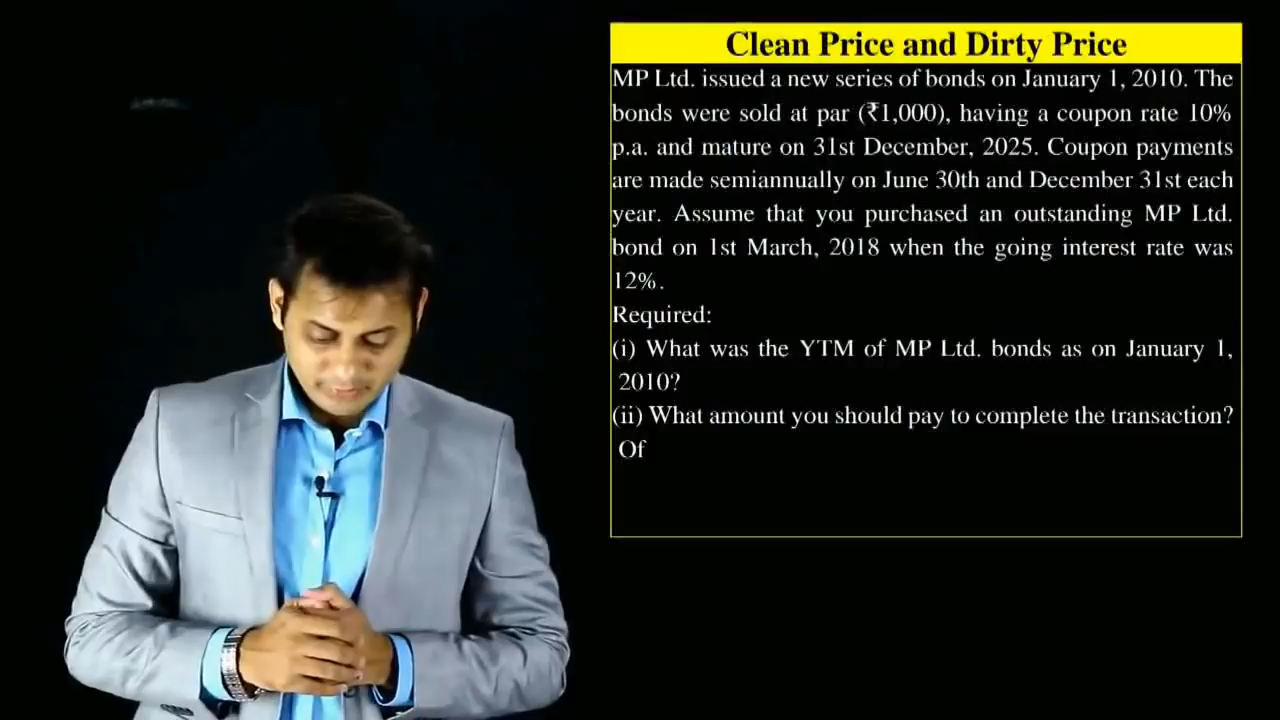 Clean Price and Dirty Price
MP Ltd. issued a new series of bonds on January 1, 2010. The
bonds were sold at par (₹1,000), having a coupon rate 10%
p.a. and mature on 31st December, 2025. Coupon payments
are made semiannually on June 30th and December 31st each
year. Assume that you purchased an outstanding MP Ltd.
bond on 1st March, 2018 when the going interest rate was
12%.
Required:
(i) What was the YTM of MP Ltd. bonds as on January 1,
2010?
(ii) What amount you should pay to complete the transaction?
Of